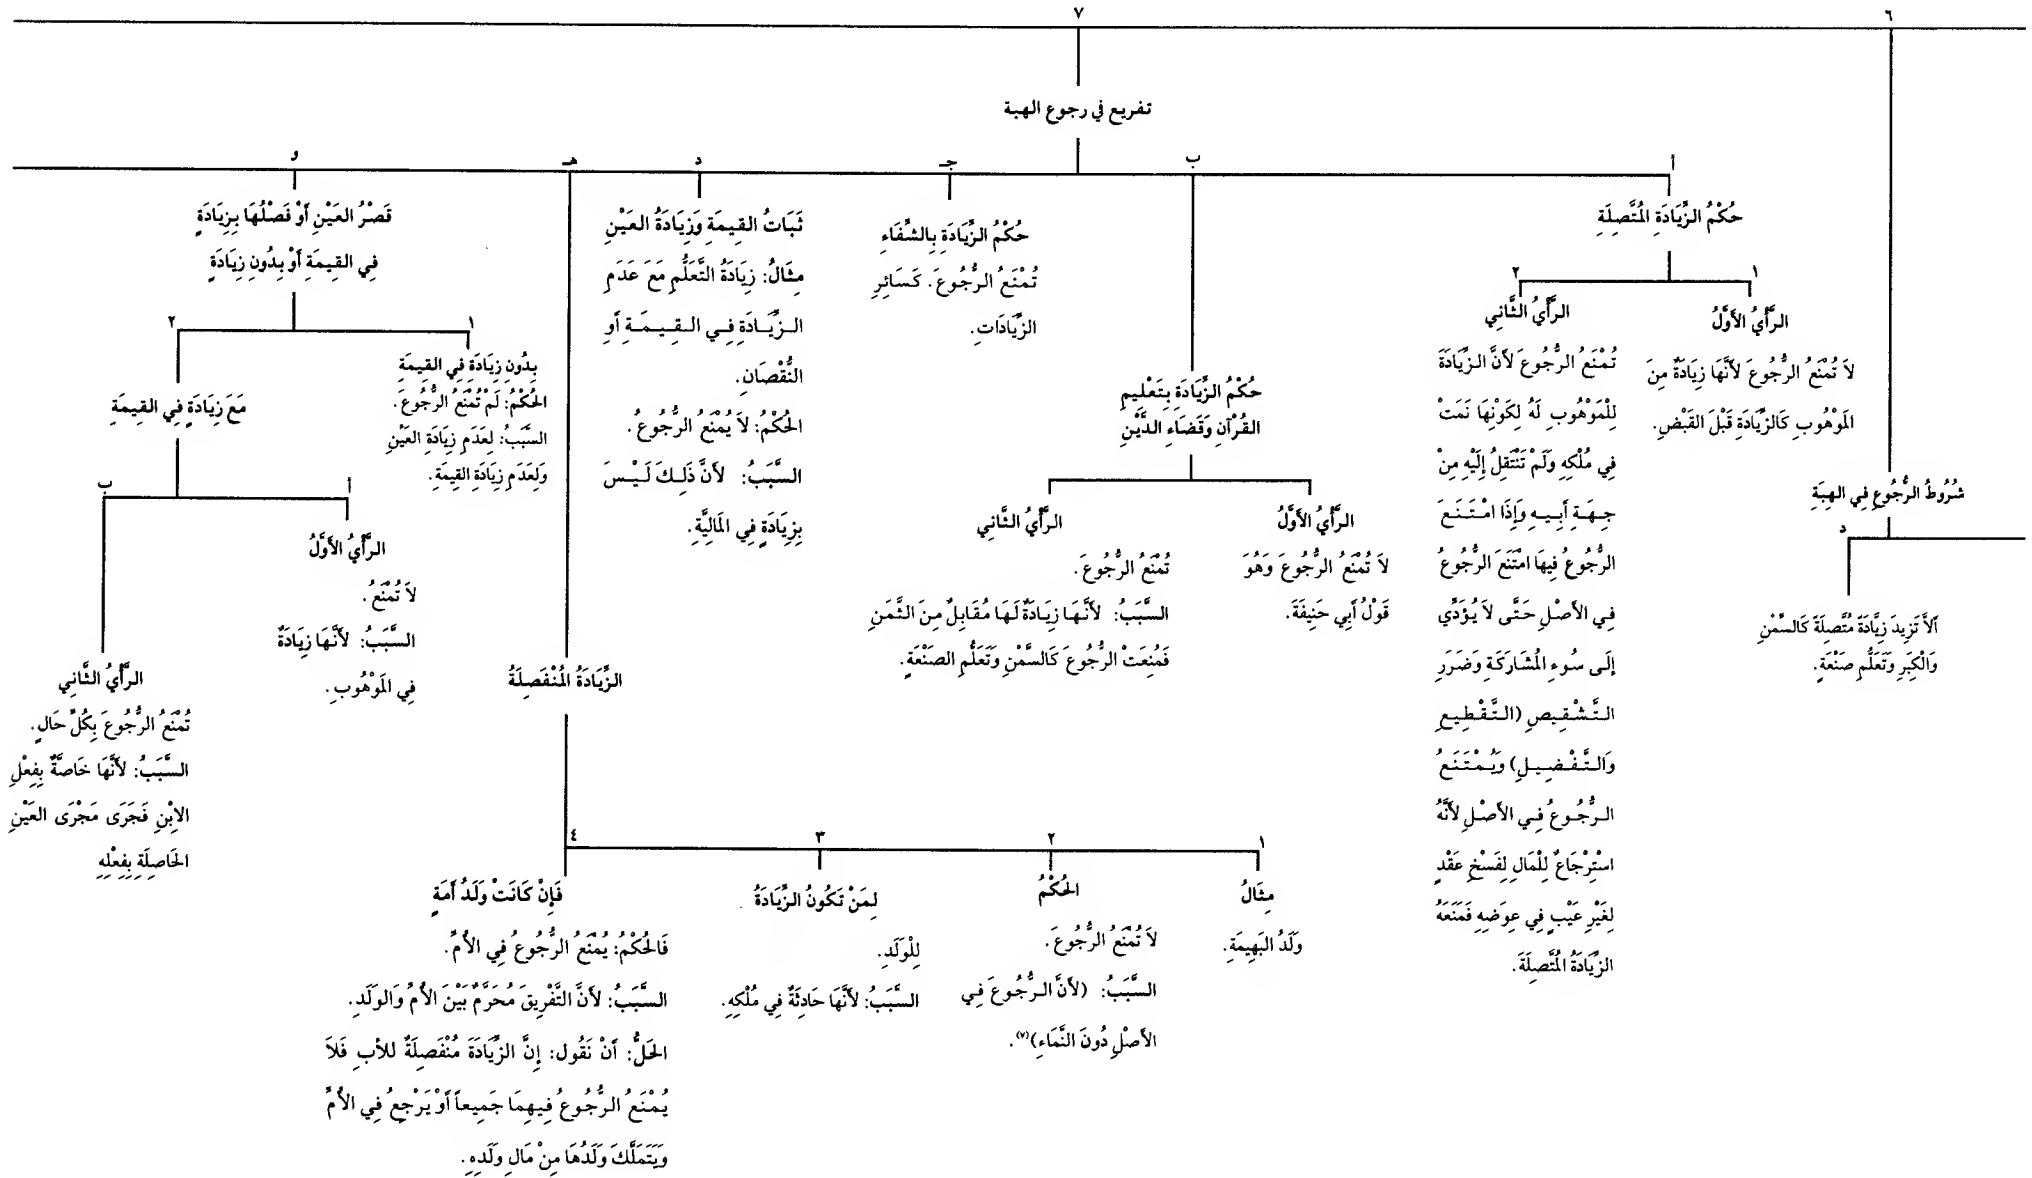 ٦
شُرُوطُ الرُّجُوعِ فِي الهِبَةِ
د
أَلاَّ تَزِيدَ زِيَادَةً مُتَّصِلَةً كَالسِّمْنِ
وَالْكِبَرِ وَتَعَلُّمِ صَنْعَةٍ.
٧
تفريع في رجوع الهبة
أ
حُكْمُ الزِّيَادَةِ المُتَّصِلَةِ
١
الرَّأْيُ الأَوَّلُ
لاَ تُمْنَعُ الرُّجُوعَ لأَنَّهَا زِيَادَةٌ مِنَ
المَوْهُوبِ كَالزِّيَادَةِ قَبْلَ القَبْضِ.
٢
الرَّأْيُ الثَّانِي
تُمْنَعُ الرُّجُوعَ لأَنَّ الزِّيَادَةَ
لِلْمَوْهُوبِ لَهُ لِكَوْنِهَا نَمَتْ
فِي مُلْكِهِ وَلَمْ تَنْتَقِلُ إِلَيْهِ مِنْ
جِهَةِ أَبِيهِ وَإِذَا امْتَنَعَ
الرُّجُوعُ فِيهَا امْتَنَعَ الرُّجُوعُ
فِي الأَصْلِ حَتَّى لاَ يُؤَدِّي
إِلَى سُوءِ المُشَارَكَةِ وَضَرَرِ
التَّشْقِيصِ (التَّقْطِيعِ
وَالتَّفْضِيلِ) وَيُمْتَنَعُ
الرُّجُوعُ فِي الأَصْلِ لأَنَّهُ
اسْتِرْجَاعٌ لِلْمَالِ لِفَسْخِ عَقْدٍ
لِغَيْرِ عَيْبٍ فِي عِوَضِهِ فَمَنَعَهُ
الزِّيَادَةُ المُتَّصِلَةَ.
ب
حُكْمُ الزِّيَادَةِ بِتَعْلِيمِ
القُرْآنِ وَقَضَاءِ الدَّيْنِ
الرَّأْيُ الأَوَّلُ
لاَ تُمْنَعُ الرُّجُوعَ وَهُوَ
قَوْلُ أَبِي حَنِيفَةَ.
الرَّأْيُ الثَّانِي
تُمْنَعُ الرُّجُوعَ.
السَّبَبُ: لأَنَّهَا زِيَادَةٌ لَهَا مُقَابِلٌ مِنَ الثَّمَنِ
فَمُنِعَتْ الرُّجُوعَ كَالسَّمْنِ وَتَعَلُّمِ الصَنْعَةِ.
جـ
حُكْمُ الزِّيَادَةِ بِالشِّفَاءِ
تُمْنَعُ الرُّجُوعَ. كَسَائِرِ
الزِّيَادَاتِ.
د
ثَبَاتُ القِيمَةِ وَزِيَادَةُ العَيْنِ
مِثَالُ: زِيَادَةُ التَّعَلُّمِ مَعَ عَدَمِ
الزِّيَادَةِ فِي القِيمَةِ أَوِ
النُّقْصَانِ.
الحُكْمُ: لاَ يُمْنَعُ الرُّجُوعُ.
السَّبَبُ: لأَنَّ ذَلِكَ لَيْسَ
بِزِيَادَةٍ فِي المَالِيَّةِ.
هـ
الزِّيَادَةُ المُنْفَصِلَةُ
١
مِثَالُ
وَلَدُ البَهِيمَةِ.
٢
الحُكْمُ
لاَ تُمْنَعُ الرُّجُوعَ.
السَّبَبُ: (لأَنَّ الرُّجُوعَ فِي
الأَصْلِ دُونَ النَّمَاءِ)(٧).
٣
لِمَنْ تَكُونُ الزِّيَادَةُ
لِلْوَلَدِ.
السَّبَبُ: لأَنَّهَا حَادِثَةٌ فِي مُلْكِهِ.
٤
فَإِنْ كَانَتْ وَلَدُ أَمَةٍ
فَالحُكْمُ: يُمْنَعُ الرُّجُوعُ فِي الأُمِّ.
السَّبَبُ: لأَنَّ التَّفْرِيقَ مُحَرَّمٌ بَيْنَ الأُمِّ وَالوَلَدِ.
الحَلُّ: أَنْ نَقُول: إِنَّ الزِّيَادَةَ مُنْفَصِلَةٌ للأبِ فَلاَ
يُمْنَعُ الرُّجُوعُ فِيهِمَا جَمِيعاً أَوْ يَرْجِعُ فِي الأُمِّ
وَيَتَمَلَّكَ وَلَدُهَا مِنْ مَالِ وَلَدِهِ.
و
قَصْرُ العَيْنِ أَوْ فَصْلُهَا بِزِيَادَةٍ
فِي القِيمَةِ أَوْ بِدُونِ زِيَادَةٍ
١
بِدُونِ زِيَادَةٍ فِي القِيمَةِ
الحُكْمُ: لَمْ تُمْنَعُ الرُّجُوعَ.
السَّبَبُ: لِعَدَمِ زِيَادَةِ العَيْنِ
وَلِعَدَمِ زِيَادَةِ القِيمَةِ.
٢
مَعَ زِيَادَةٍ فِي القِيمَةِ
أ
الرَّأْيُ الأَوَّلُ
لاَ تُمْنَعُ.
السَّبَبُ: لأَنَّهَا زِيَادَةٌ
فِي المَوْهُوبِ.
ب
الرَّأْيُ الثَّانِي
تُمْنَعُ الرُّجُوعَ بِكُلِّ حَالٍ.
السَّبَبُ: لأَنَّهَا خَاصَّةٌ بِفِعْلِ
الاِبْنِ فَجَرَى مَجْرَى العَيْنِ
الحَاصِلَةِ بِفِعْلِهِ